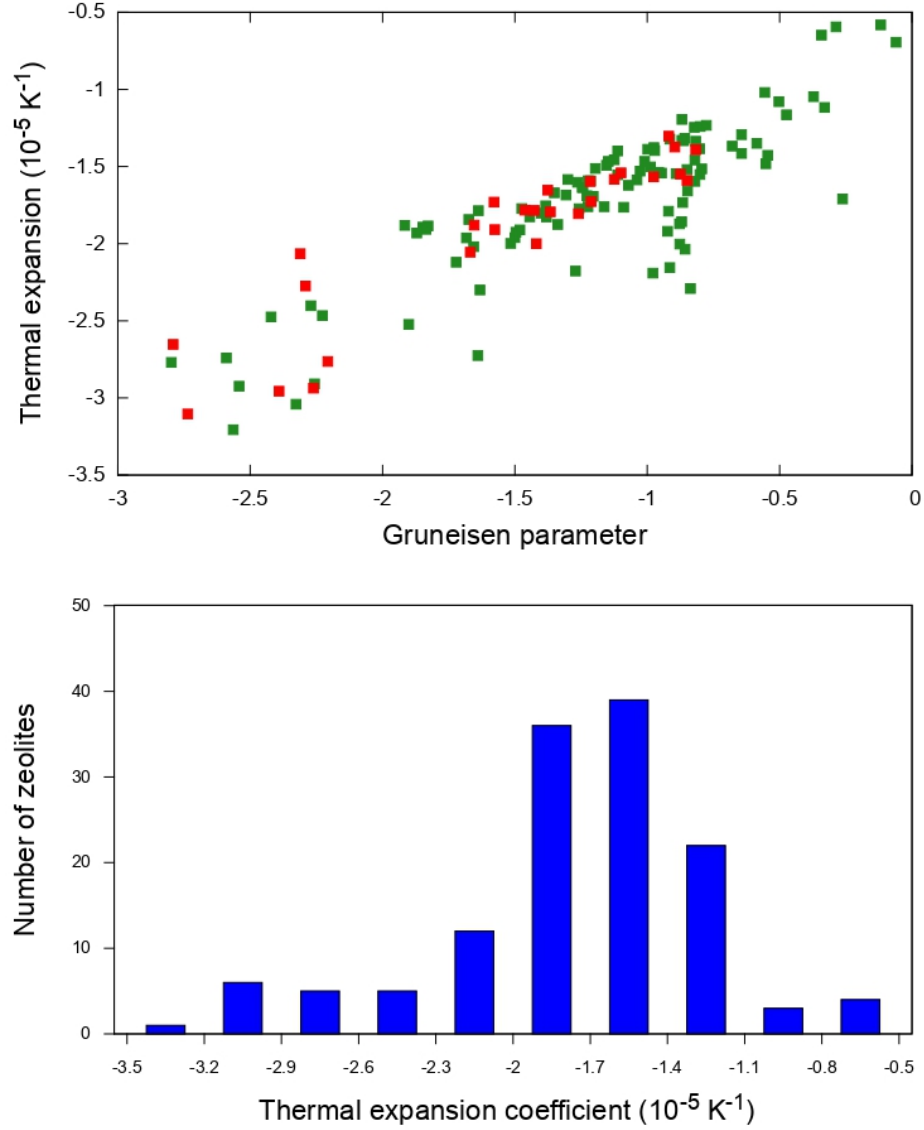 -0.5
-1
-1.5
-2
-2.5
-3
-3.5
Thermal expansion (10⁻⁵ K⁻¹)
-3 -2.5 -2 -1.5 -1 -0.5 0
Gruneisen parameter
50
40
30
20
10
0
Number of zeolites
-3.5 -3.2 -2.9 -2.6 -2.3 -2 -1.7 -1.4 -1.1 -0.8 -0.5
Thermal expansion coefficient (10⁻⁵ K⁻¹)